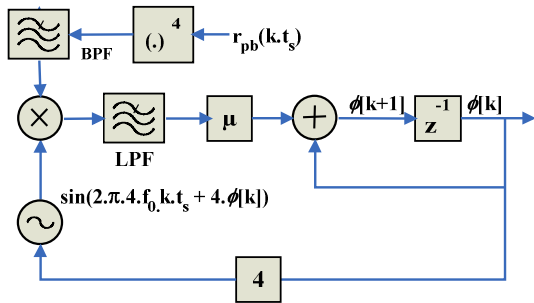 (.)⁴
r_pb(k.t_s)
BPF
ϕ[k+1]
ϕ[k]
×
μ
+
z⁻¹
LPF
sin(2.π.4.f₀.k.t_s + 4.ϕ[k])
4